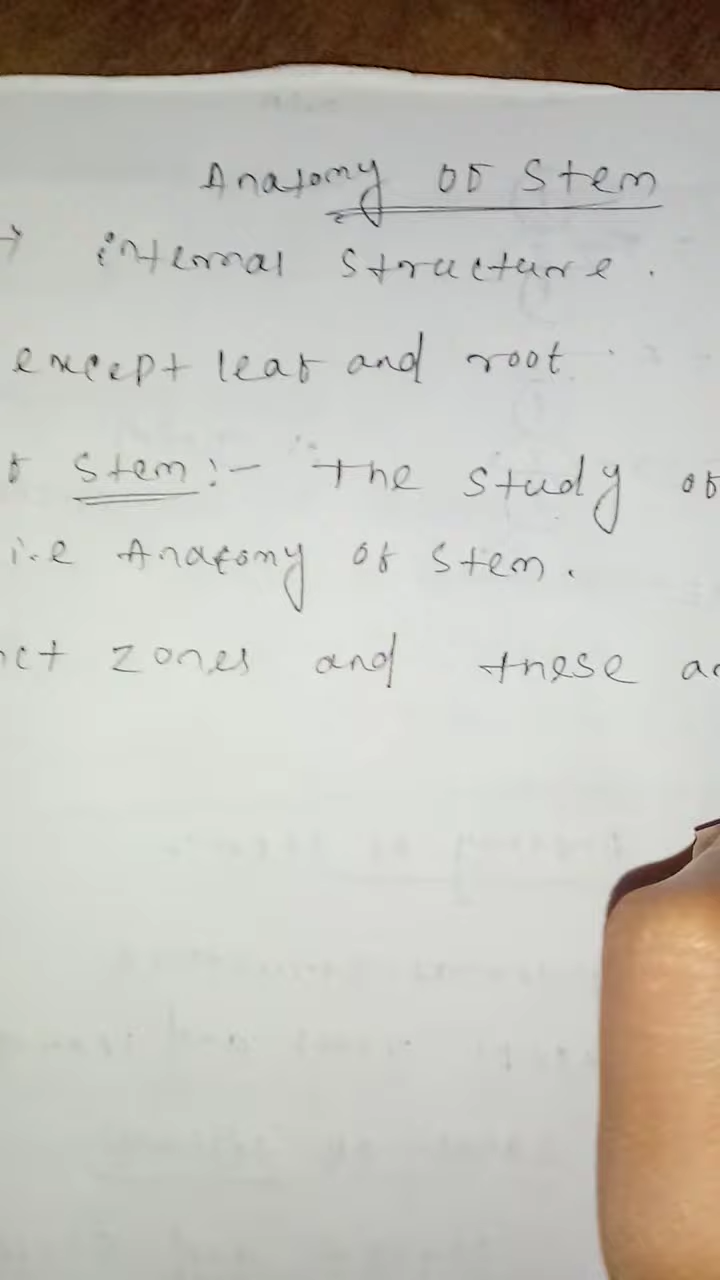 Anatomy of Stem
→ internal structure.
except leaf and root
Stem:- The study of
i.e Anatomy of stem.
zones and these